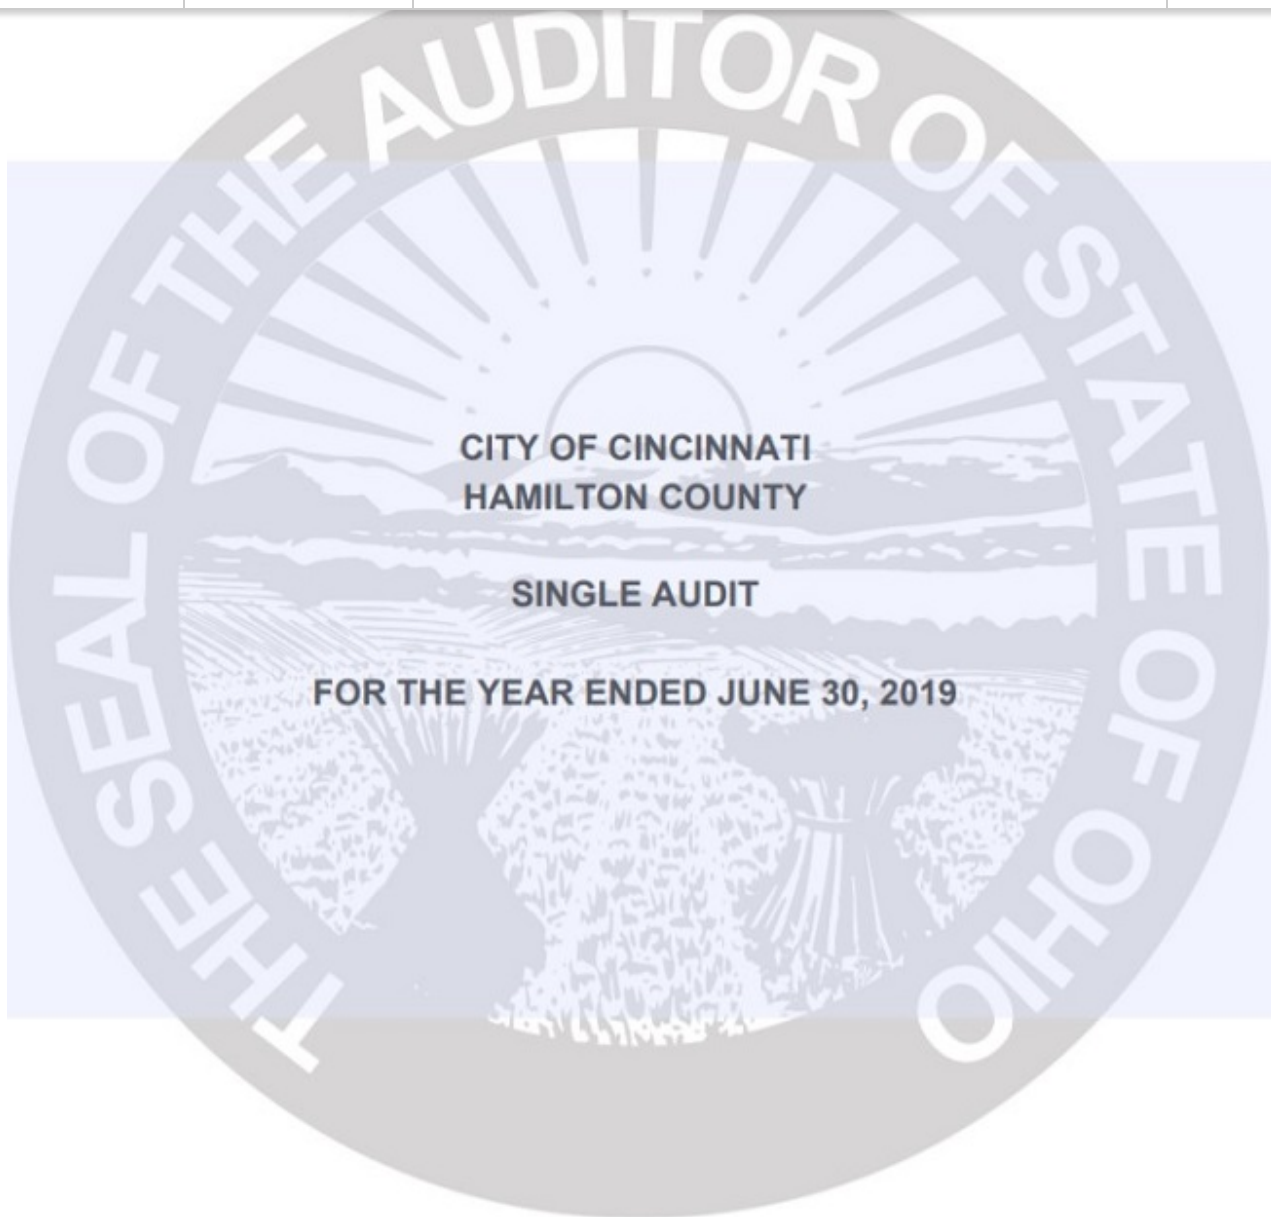 THE SEAL OF THE AUDITOR OF STATE OF OHIO
CITY OF CINCINNATI
HAMILTON COUNTY
SINGLE AUDIT
FOR THE YEAR ENDED JUNE 30, 2019